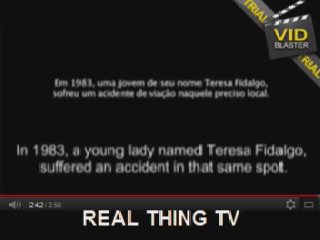 TRIAL
VID
BLASTER
TRIAL
Em 1983, uma jovem de seu nome Teresa Fidalgo,
sofreu um acidente de viação naquele preciso local.
In 1983, a young lady named Teresa Fidalgo,
suffered an accident in that same spot.
2:42 / 2:56
REAL THING TV